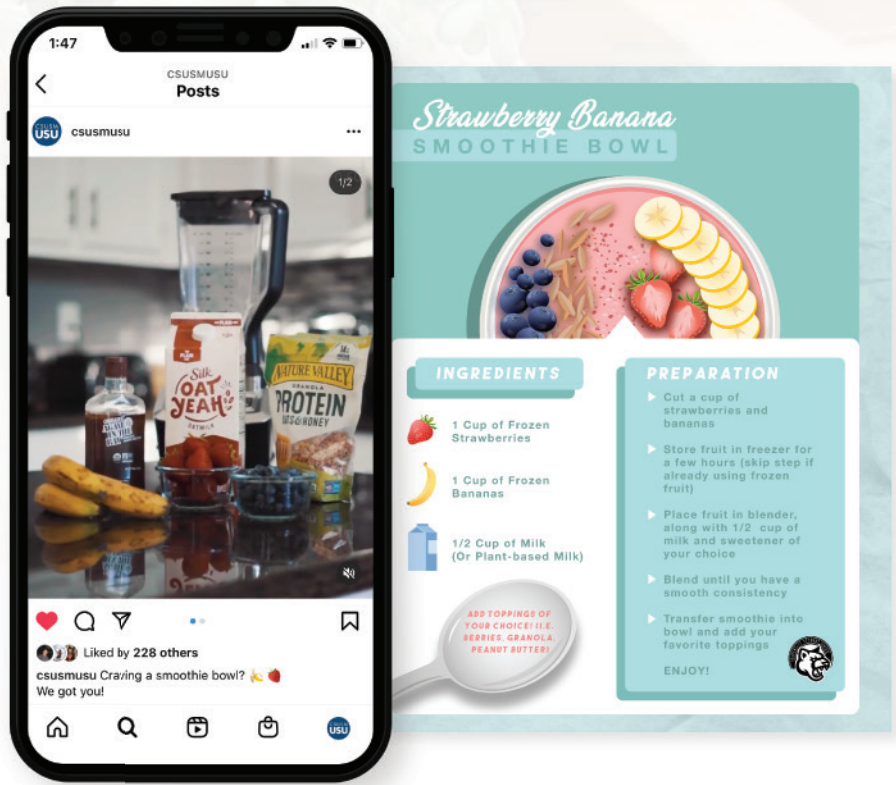 1:47
CSUSMUSU
Posts
CSUSM
USU
csusmusu
1/2
Silk
OAT
YEAH
OATMILK
NATURE VALLEY
GRANOLA
PROTEIN
OATS & HONEY
Liked by 228 others
csusmusu Craving a smoothie bowl?
We got you!
USU
Strawberry Banana
SMOOTHIE BOWL
INGREDIENTS
1 Cup of Frozen
Strawberries
1 Cup of Frozen
Bananas
1/2 Cup of Milk
(Or Plant-based Milk)
ADD TOPPINGS OF
YOUR CHOICE! (I.E.
BERRIES, GRANOLA,
PEANUT BUTTER!
PREPARATION
Cut a cup of
strawberries and
bananas
Store fruit in freezer for
a few hours (skip step if
already using frozen
fruit)
Place fruit in blender,
along with 1/2 cup of
milk and sweetener of
your choice
Blend until you have a
smooth consistency
Transfer smoothie into
bowl and add your
favorite toppings
ENJOY!